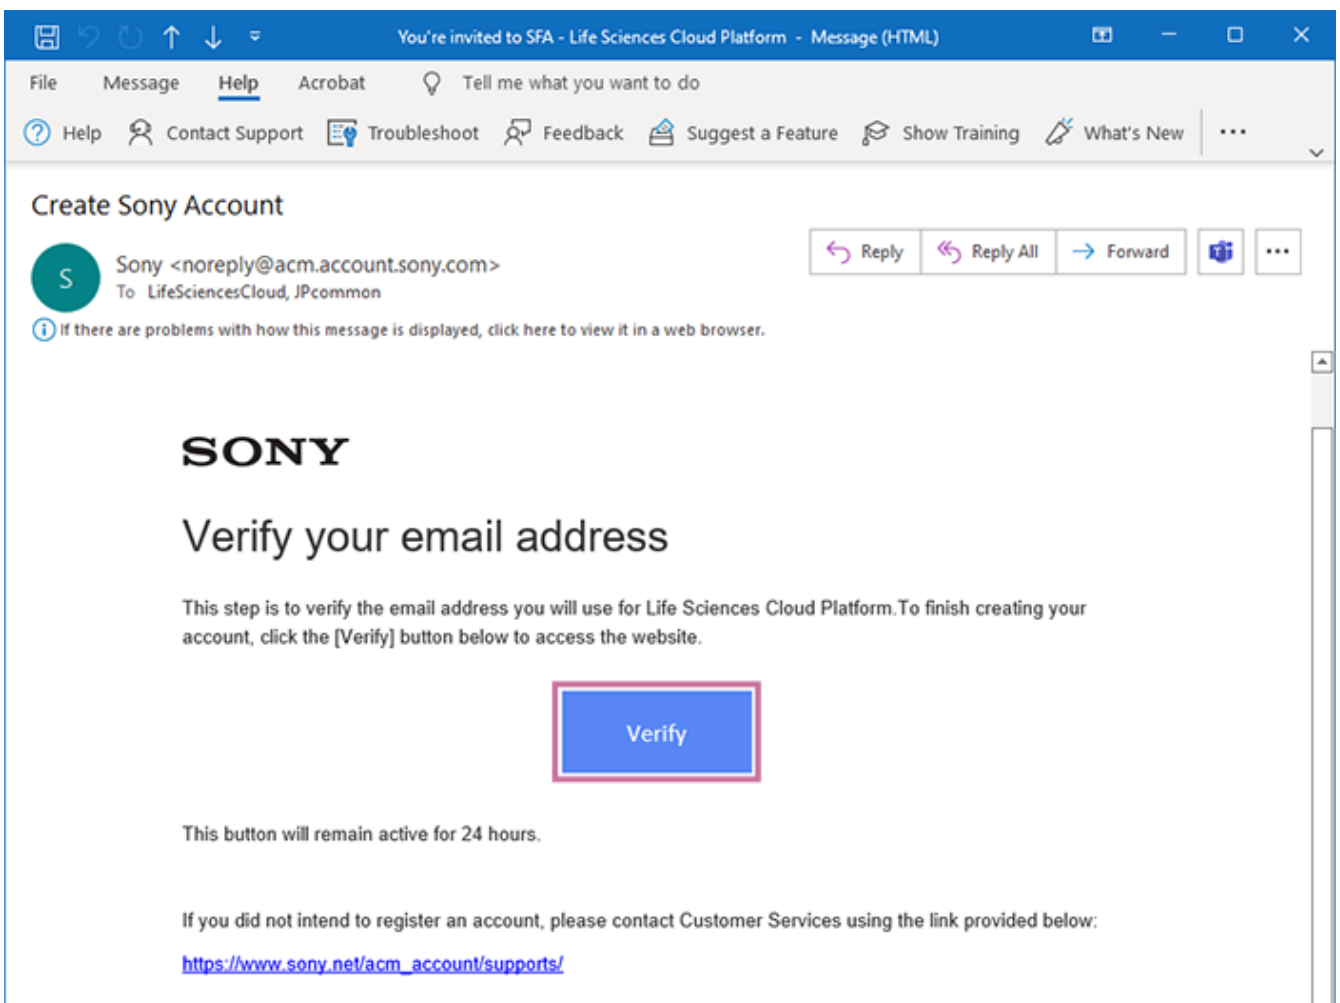 You're invited to SFA - Life Sciences Cloud Platform - Message (HTML)
File Message Help Acrobat Tell me what you want to do
Help Contact Support Troubleshoot Feedback Suggest a Feature Show Training What's New ...
Create Sony Account
Reply Reply All Forward ...
S
Sony <noreply@acm.account.sony.com>
To LifeSciencesCloud, JPcommon
If there are problems with how this message is displayed, click here to view it in a web browser.
SONY
Verify your email address
This step is to verify the email address you will use for Life Sciences Cloud Platform.To finish creating your
account, click the [Verify] button below to access the website.
Verify
This button will remain active for 24 hours.
If you did not intend to register an account, please contact Customer Services using the link provided below:
https://www.sony.net/acm_account/supports/